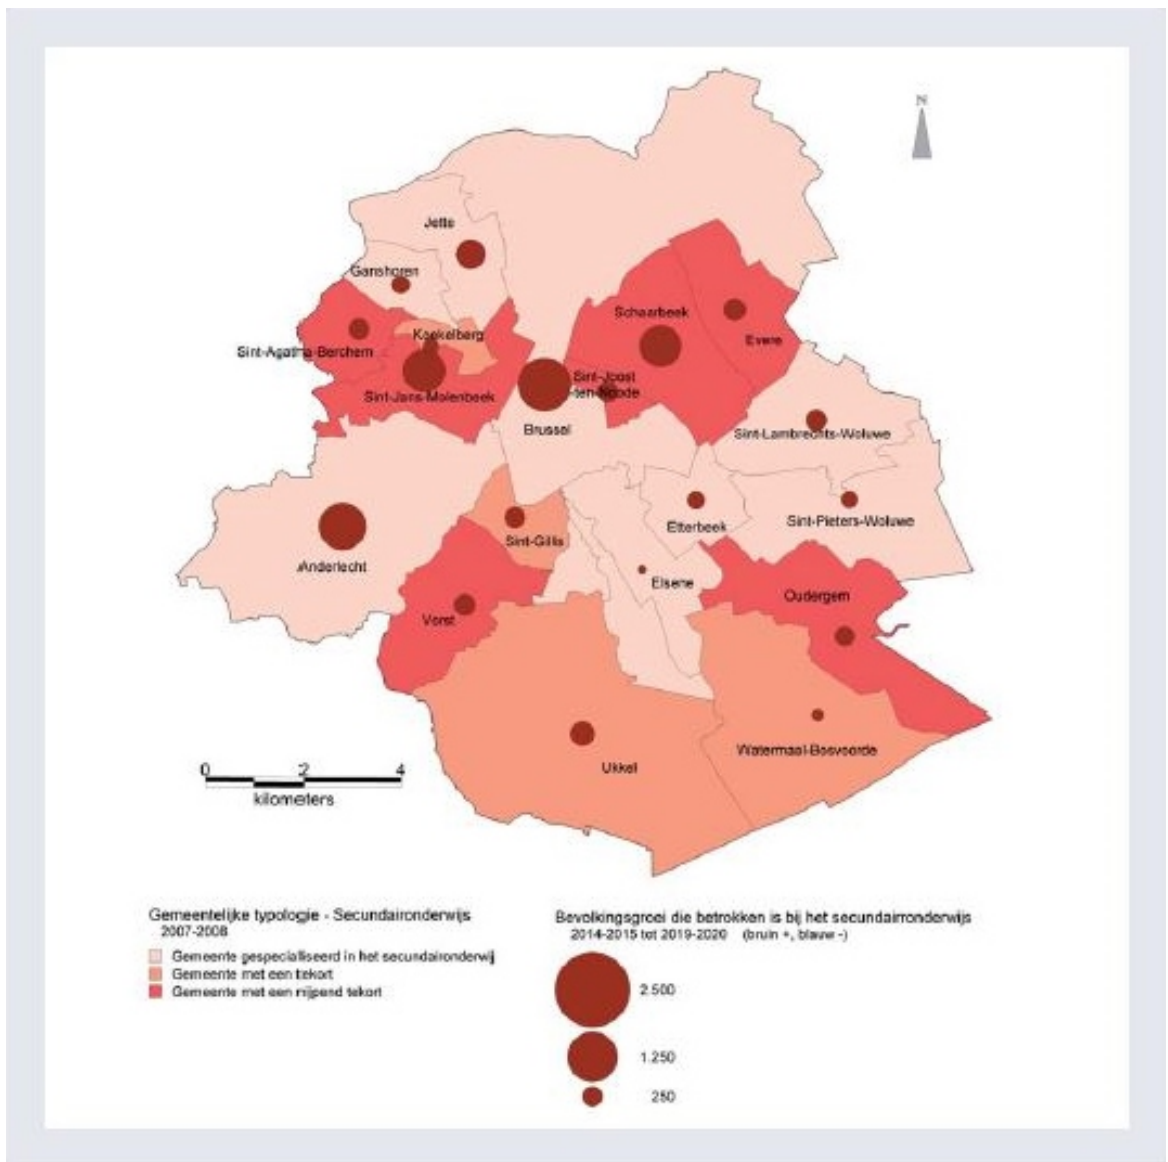 N
Jette
Ganshoren
Koekelberg
Sint-Agatha-Berchem
Sint-Jans-Molenbeek
Schaarbeek
Evere
Sint-Joost
-ten-Noode
Brussel
Sint-Lambrechts-Woluwe
Etterbeek
Sint-Pieters-Woluwe
Sint-Gillis
Anderlecht
Elsene
Oudergem
Vorst
Watermaal-Bosvoorde
Ukkel
0 2 4
kilometers
Gemeentelijke typologie - Secundaironderwijs
2007-2008
Gemeente gespecialiseerd in het secundaironderwij
Gemeente met een tekort
Gemeente met een nijpend tekort
Bevolkingsgroei die betrokken is bij het secundairronderwijs
2014-2015 tot 2019-2020 (bruin +, blauw -)
2.500
1.250
250